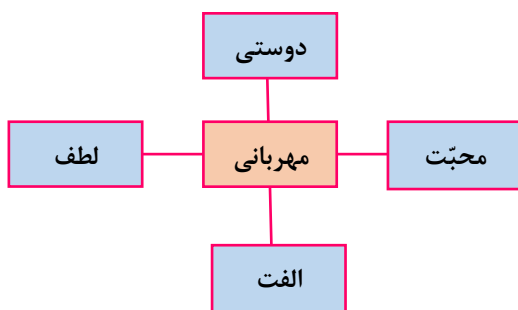 دوستی
محبّت
مهربانی
لطف
الفت